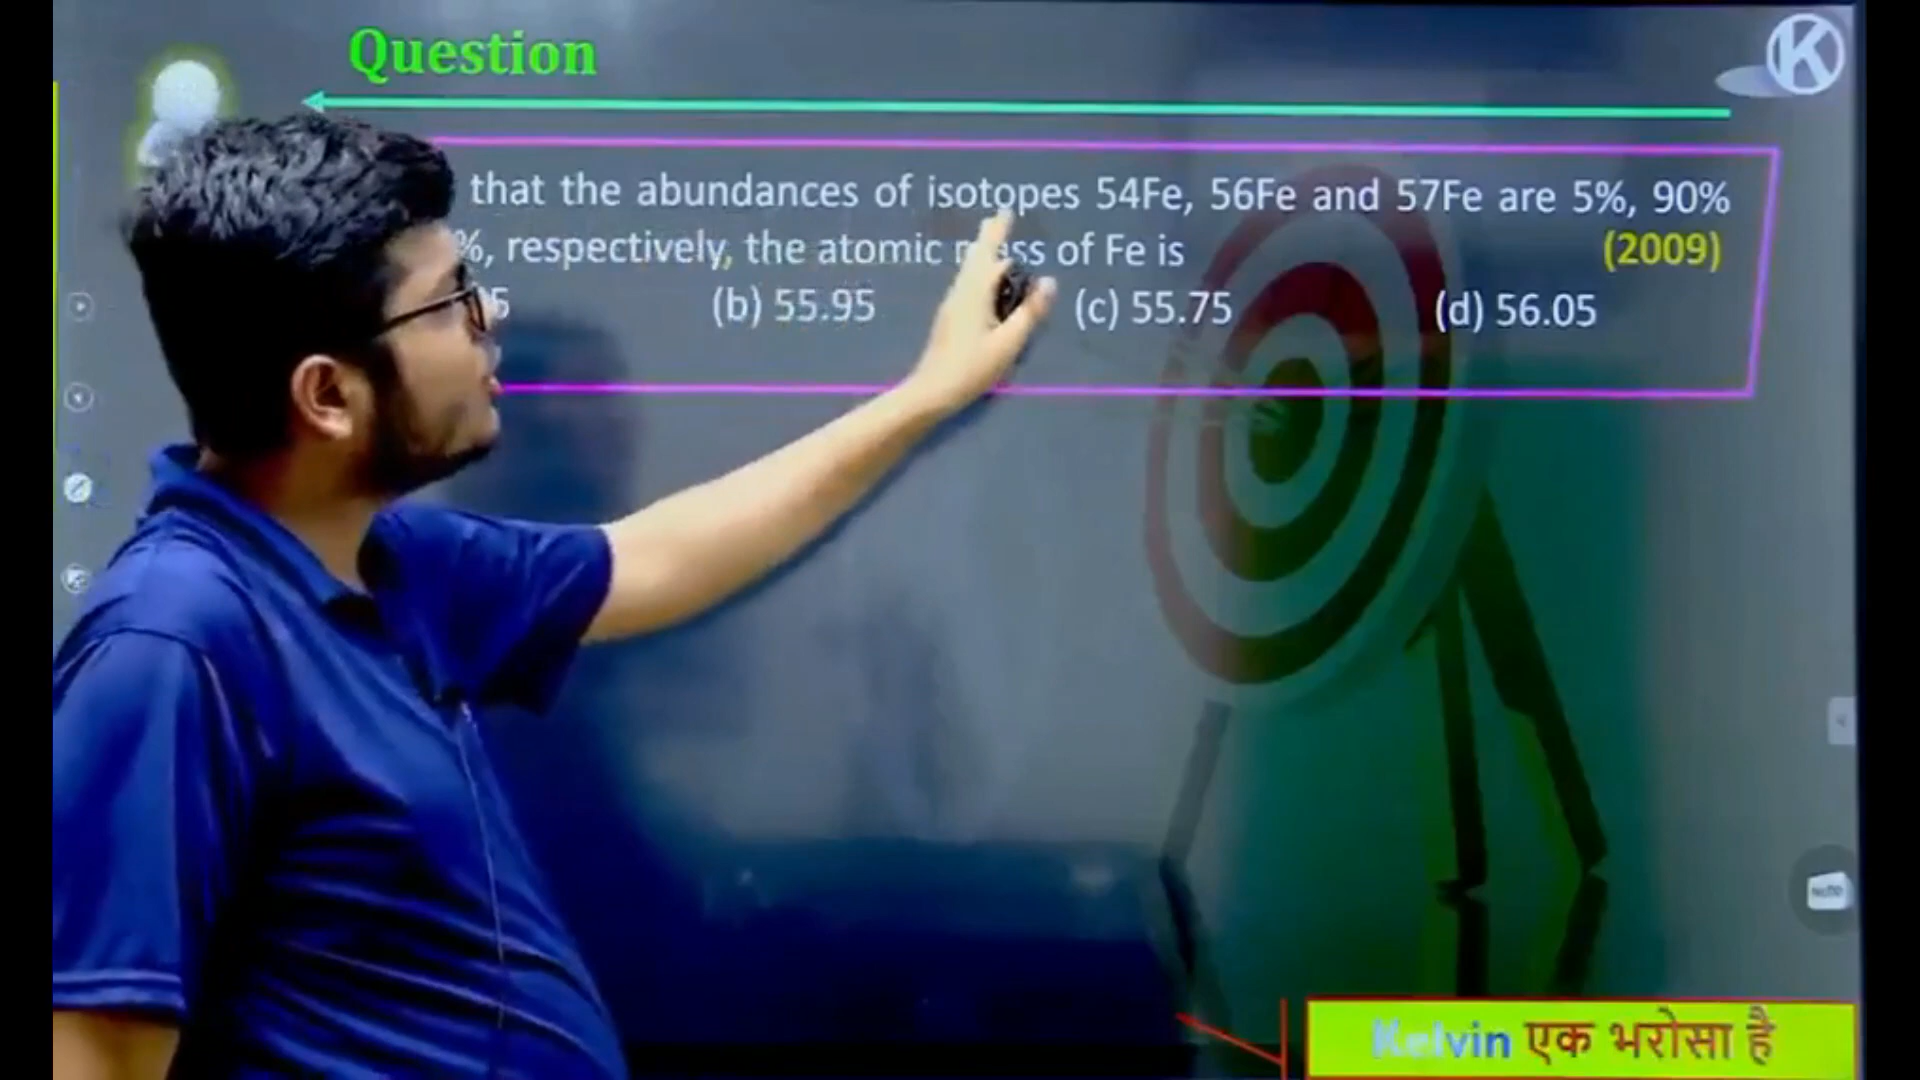 Question
that the abundances of isotopes 54Fe, 56Fe and 57Fe are 5%, 90%
%, respectively, the atomic mass of Fe is (2009)
5 (b) 55.95 (c) 55.75 (d) 56.05
Kelvin एक भरोसा है